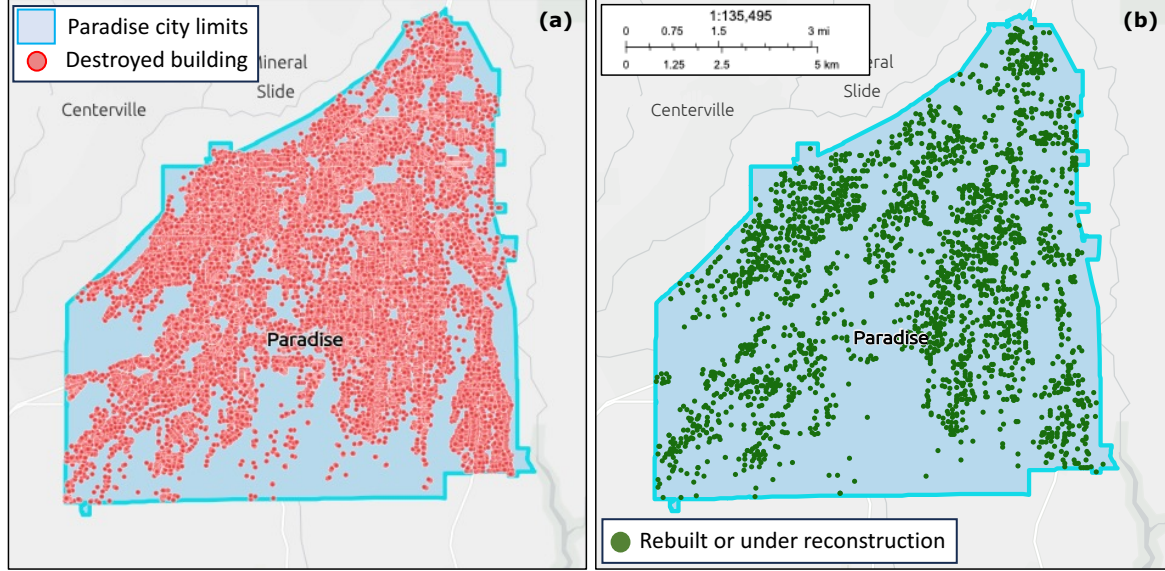 Paradise city limits
Destroyed building
(a)
Mineral
Slide
Centerville
Paradise
1:135,495
0 0.75 1.5 3 mi
0 1.25 2.5 5 km
(b)
neral
Slide
Centerville
Paradise
Rebuilt or under reconstruction